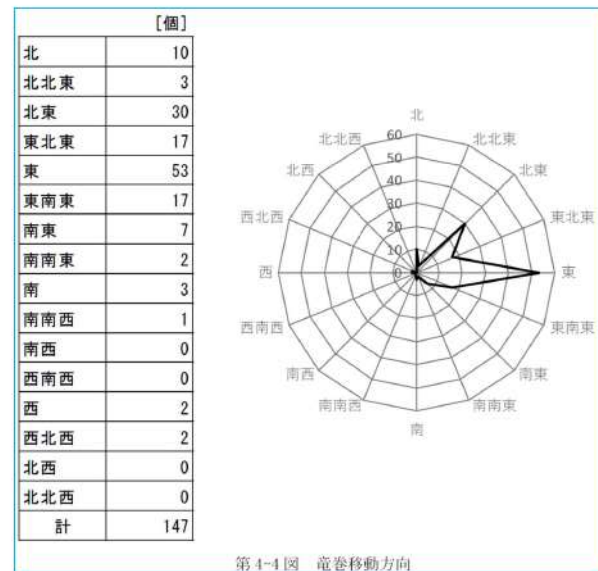 [個]
北 10
北北東 3
北東 30
東北東 17
東 53
東南東 17
南東 7
南南東 2
南 3
南南西 1
南西 0
西南西 0
西 2
西北西 2
北西 0
北北西 0
計 147
北
北北東
北東
東北東
東
東南東
南東
南南東
南
南南西
南西
西南西
西
西北西
北西
北北西
60
50
40
30
20
10
0
第 4-4 図 竜巻移動方向